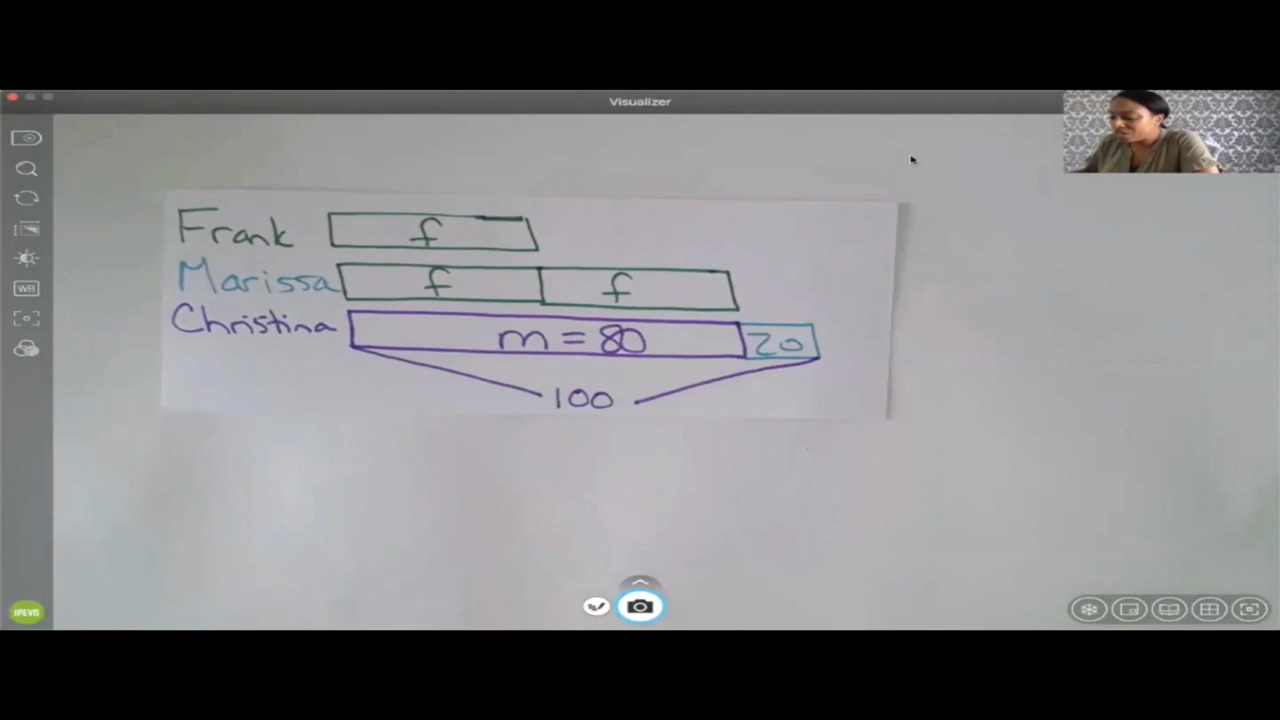 Visualizer
Frank f
Marissa f f
Christina m = 80 20
100
WB
IPEVO